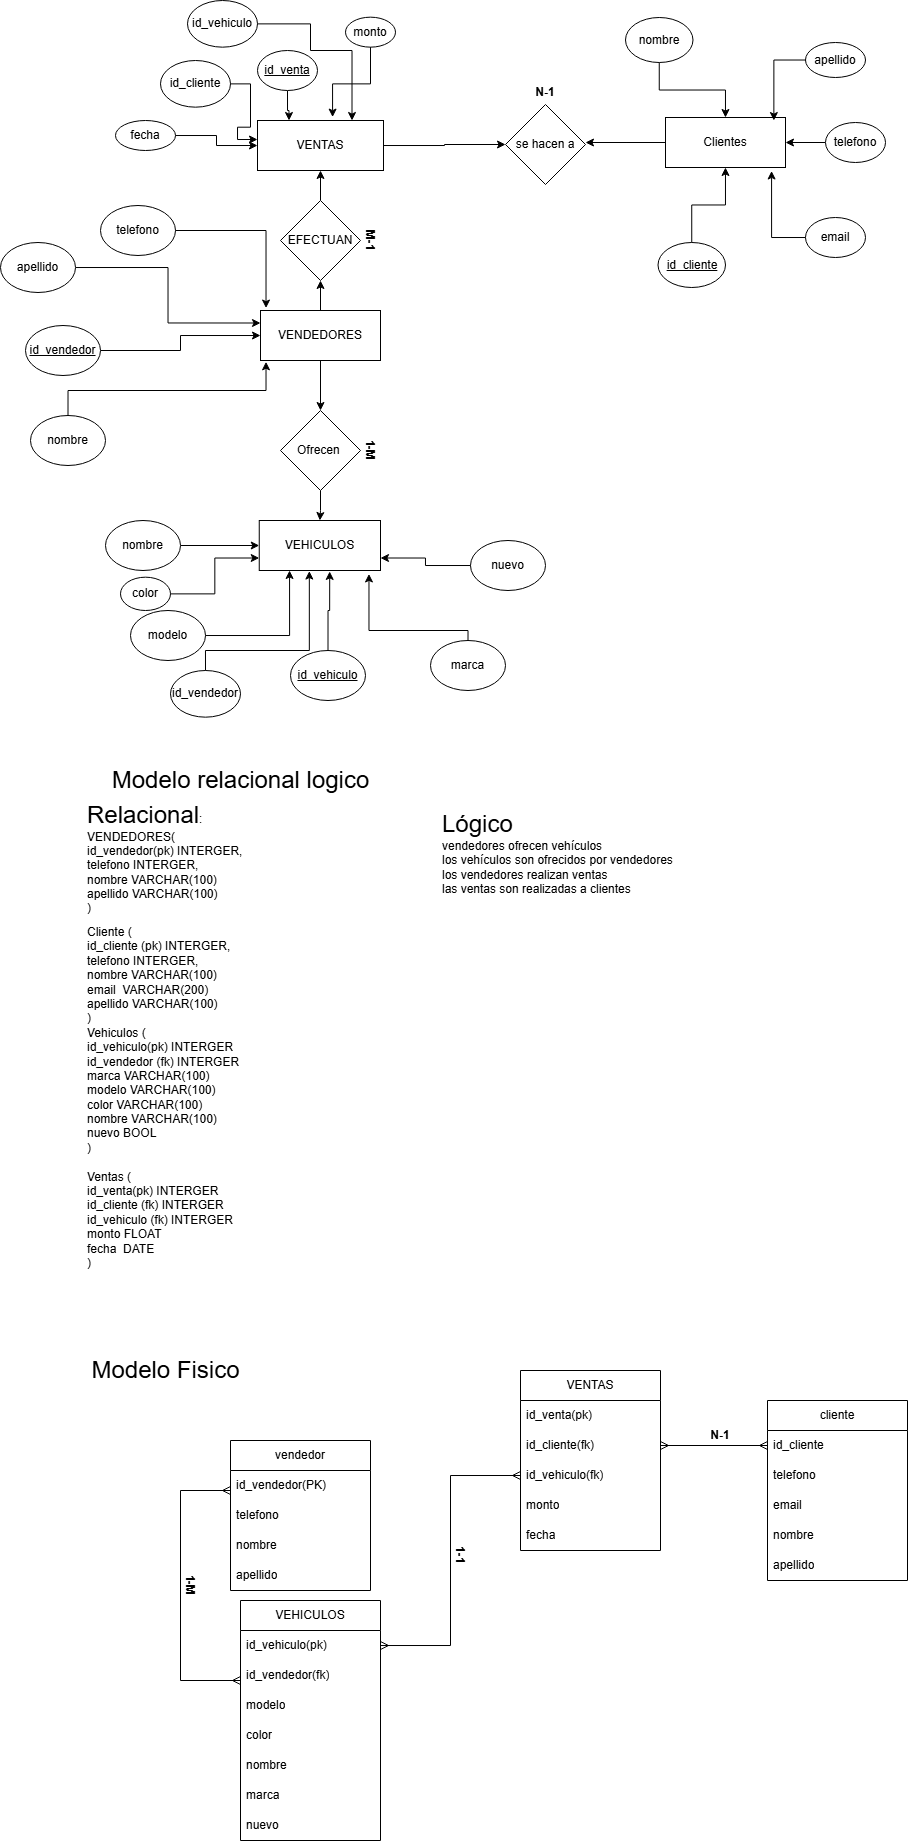 id_vehiculo
monto
nombre
apellido
id_venta
id_cliente
N-1
fecha
VENTAS
se hacen a
Clientes
telefono
telefono
EFECTUAN
M-1
email
apellido
id_cliente
VENDEDORES
id_vendedor
nombre
Ofrecen
1-M
nombre
VEHICULOS
nuevo
color
modelo
marca
id_vehiculo
id_vendedor
Modelo relacional logico
Relacional:
VENDEDORES(
id_vendedor(pk) INTERGER,
telefono INTERGER,
nombre VARCHAR(100)
apellido VARCHAR(100)
)
Cliente (
id_cliente (pk) INTERGER,
telefono INTERGER,
nombre VARCHAR(100)
email  VARCHAR(200)
apellido VARCHAR(100)
)
Vehiculos (
id_vehiculo(pk) INTERGER
id_vendedor (fk) INTERGER
marca VARCHAR(100)
modelo VARCHAR(100)
color VARCHAR(100)
nombre VARCHAR(100)
nuevo BOOL
)
Ventas (
id_venta(pk) INTERGER
id_cliente (fk) INTERGER
id_vehiculo (fk) INTERGER
monto FLOAT
fecha  DATE
)
Lógico
vendedores ofrecen vehículos
los vehículos son ofrecidos por vendedores
los vendedores realizan ventas
las ventas son realizadas a clientes
Modelo Fisico
VENTAS
id_venta(pk)
id_cliente(fk)
id_vehiculo(fk)
monto
fecha
N-1
cliente
id_cliente
telefono
email
nombre
apellido
vendedor
id_vendedor(PK)
telefono
nombre
apellido
1-M
1-1
VEHICULOS
id_vehiculo(pk)
id_vendedor(fk)
modelo
color
nombre
marca
nuevo